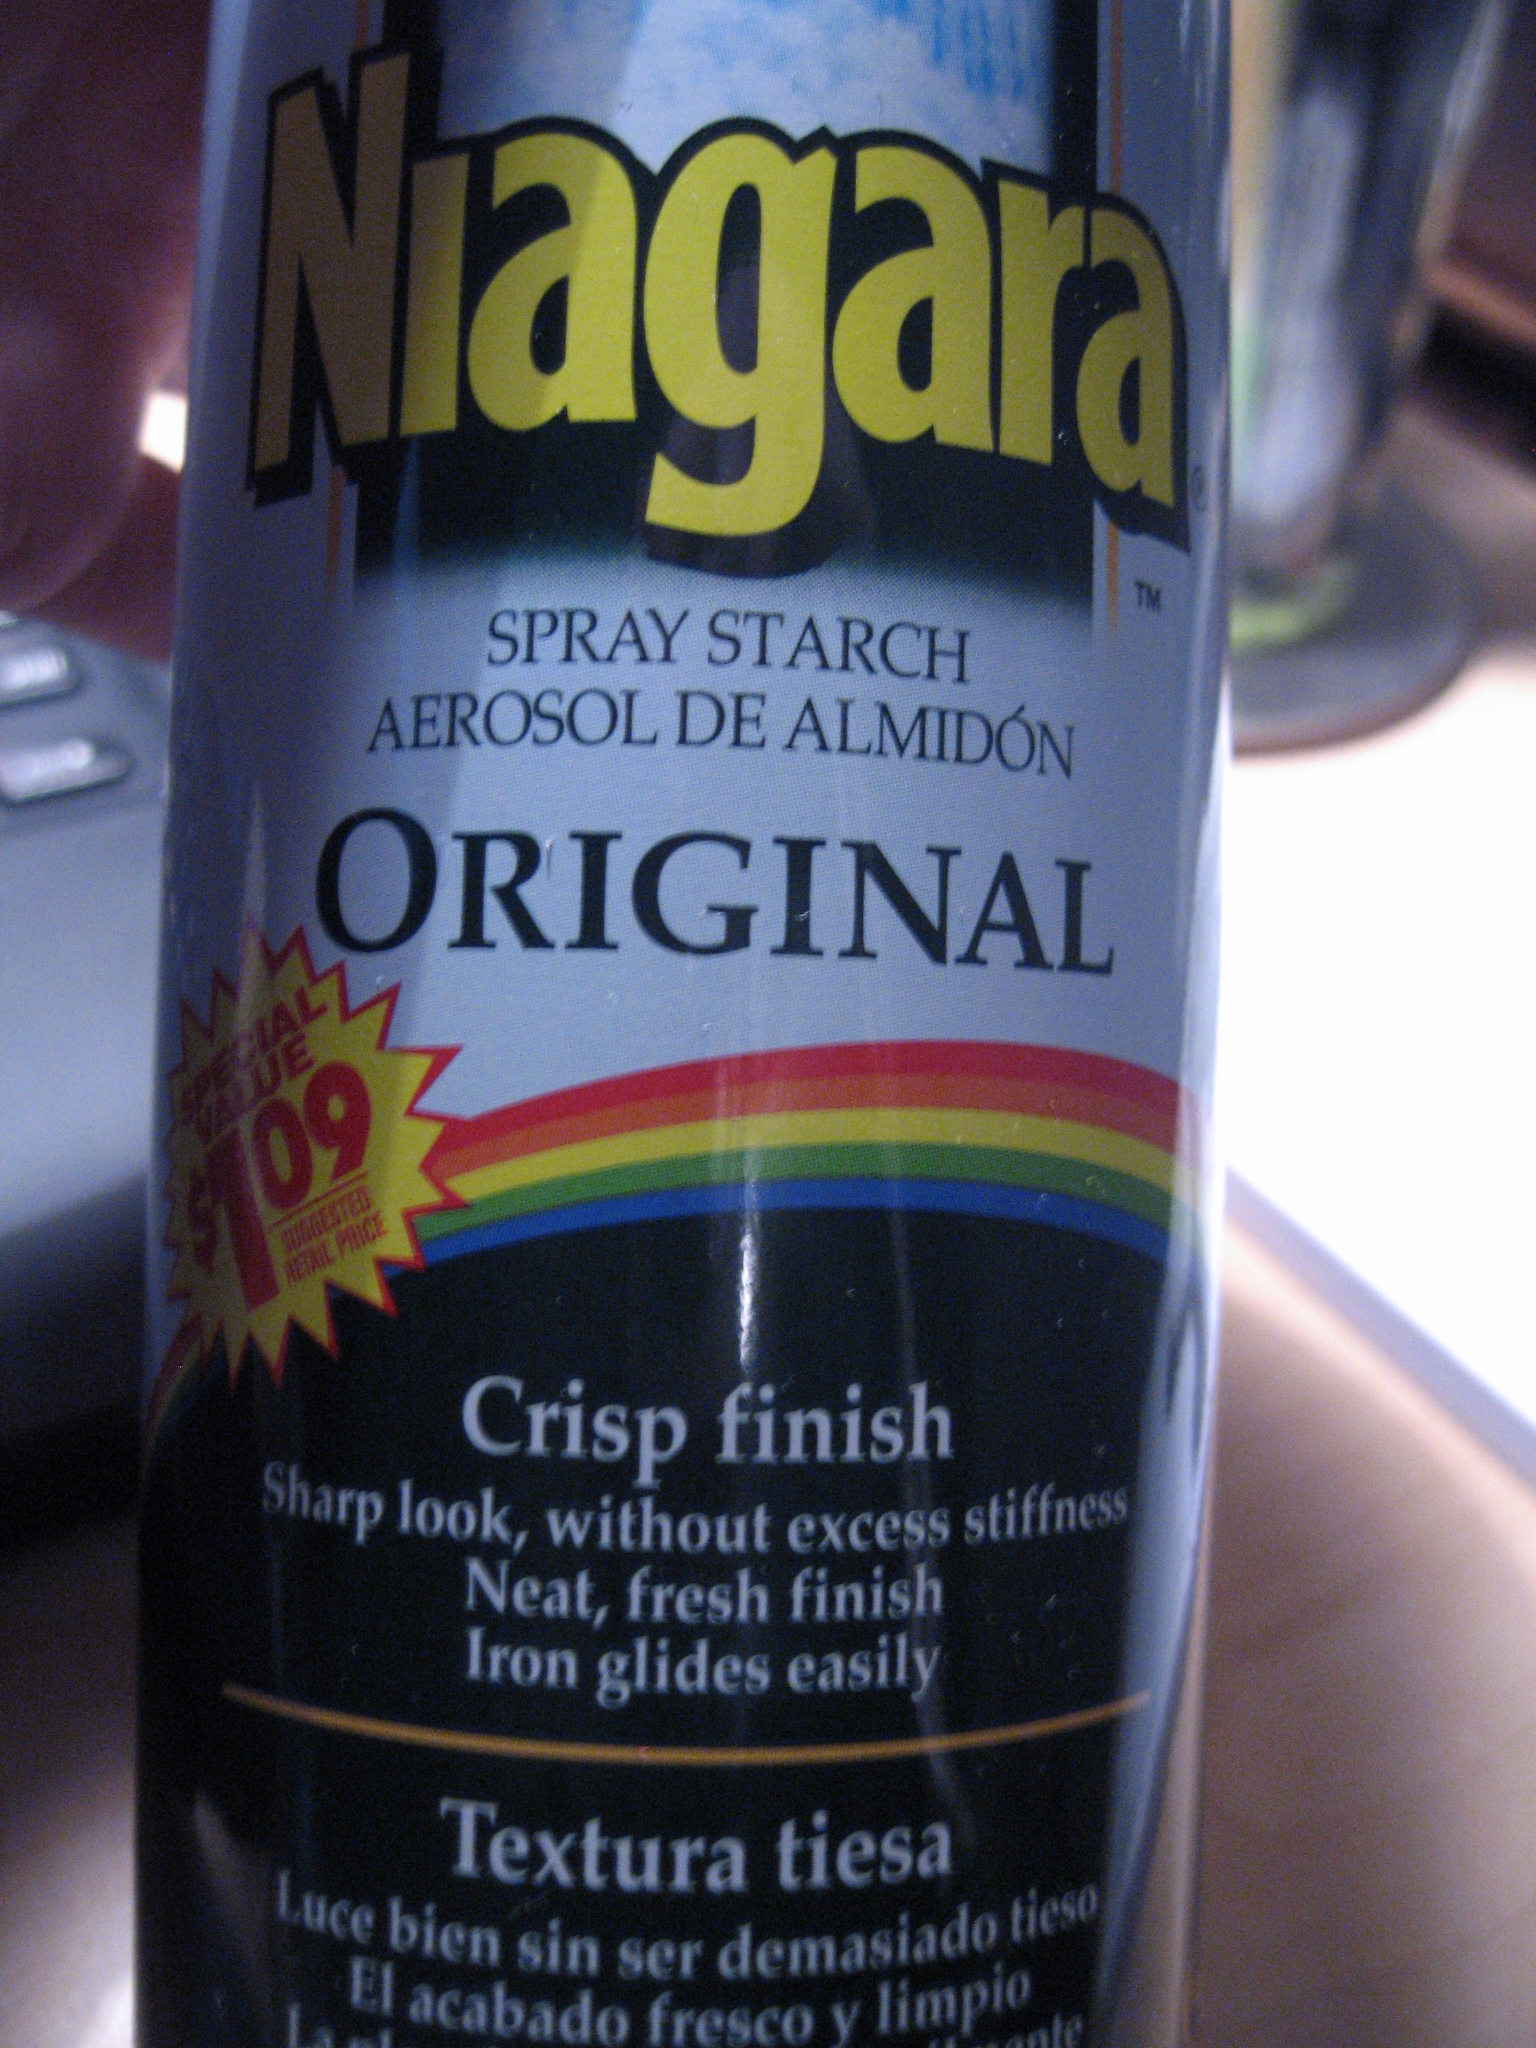 Niagara®
™
SPRAY STARCH
AEROSOL DE ALMIDÓN
ORIGINAL
SPECIAL
VALUE
$1.09
SUGGESTED
RETAIL PRICE
Crisp finish
Sharp look, without excess stiffness
Neat, fresh finish
Iron glides easily
Textura tiesa
Luce bien sin ser demasiado tieso
El acabado fresco y limpio
La